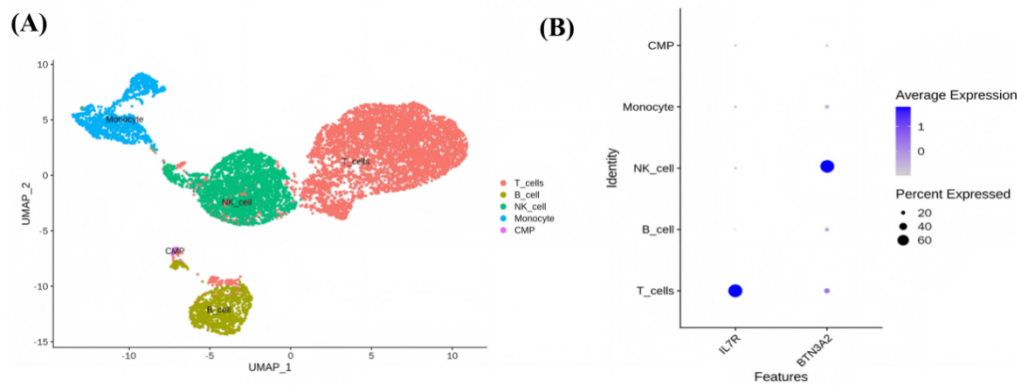 (A)
10
5
0
-5
-10
-15
UMAP_2
-10
-5
0
5
10
UMAP_1
Monocyte
T_cells
NK_cell
CMP
B_cell
T_cells
B_cell
NK_cell
Monocyte
CMP
(B)
CMP
Monocyte
NK_cell
B_cell
T_cells
Identity
IL7R
BTN3A2
Features
Average Expression
1
0
Percent Expressed
20
40
60